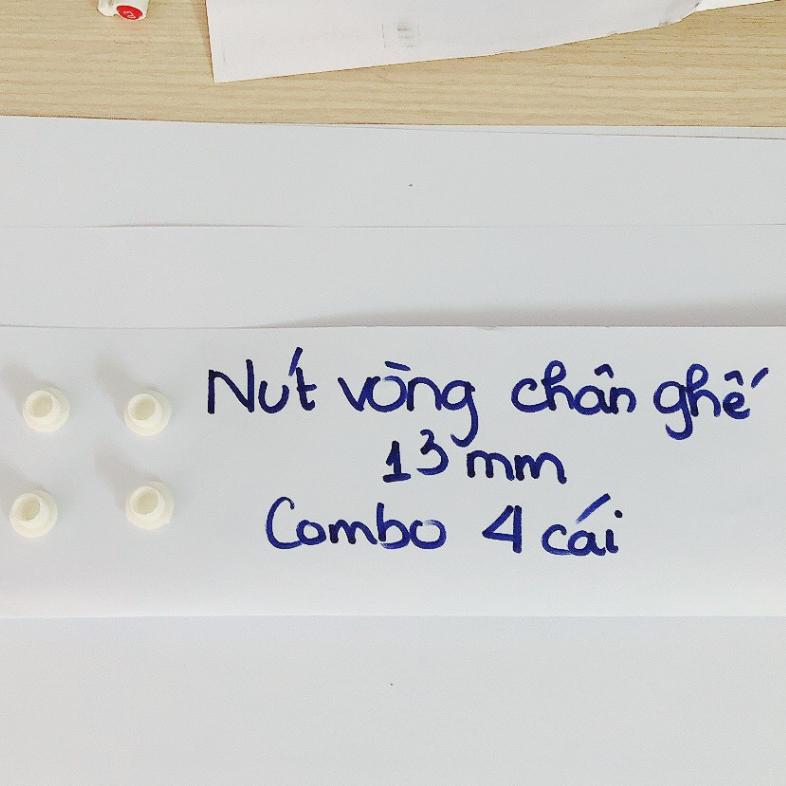 Nút vòng chân ghế
13 mm
Combo 4 cái